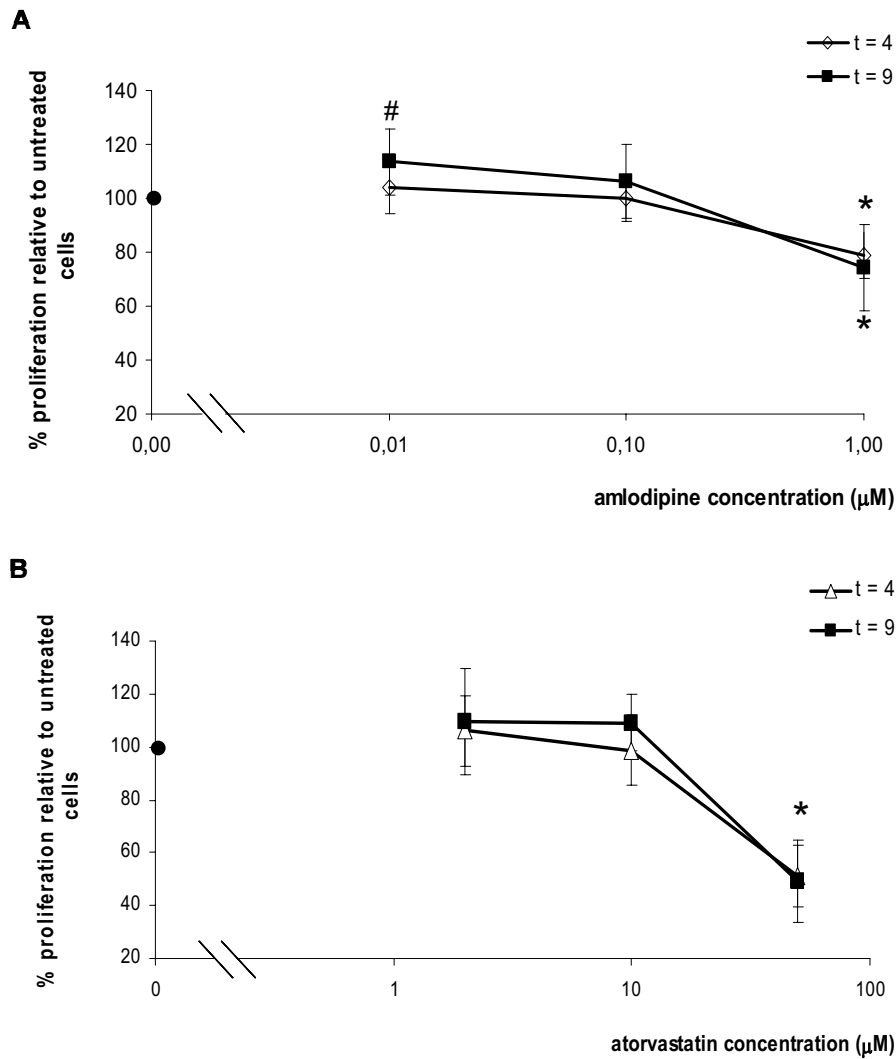 A
t = 4
t = 9
% proliferation relative to untreated
cells
140
120
100
80
60
40
20
#
*
*
0,00
0,01
0,10
1,00
amlodipine concentration (µM)
B
t = 4
t = 9
% proliferation relative to untreated
cells
140
120
100
80
60
40
20
*
0
1
10
100
atorvastatin concentration (µM)